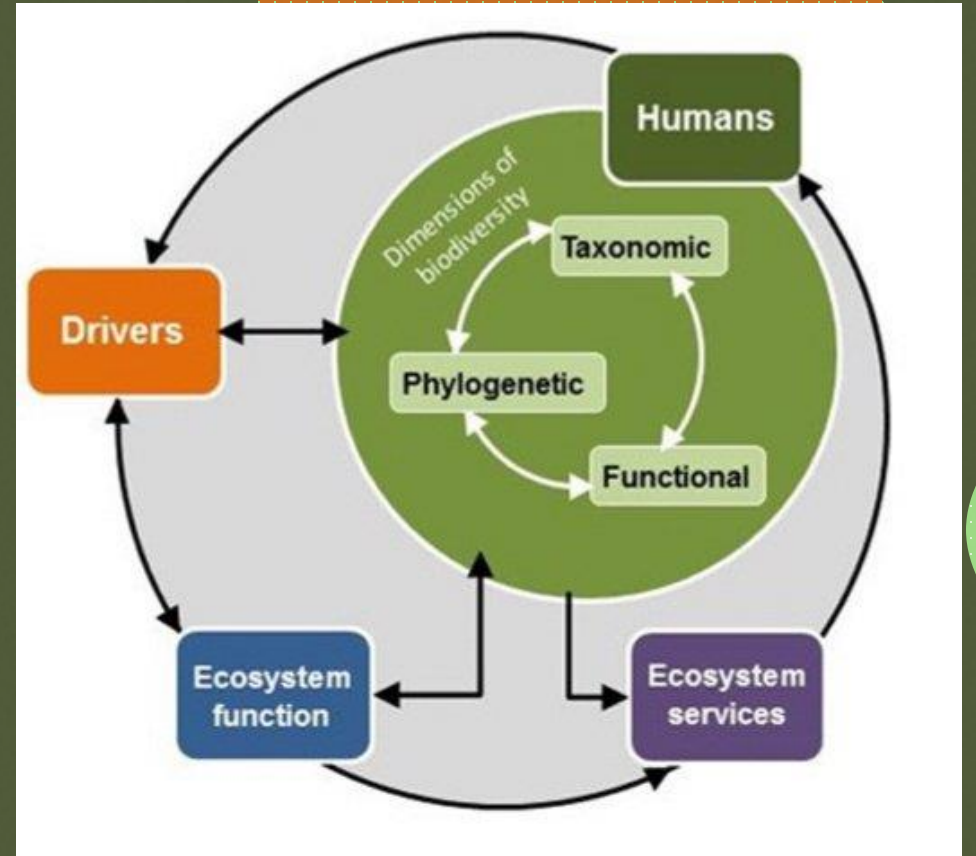 Humans
Dimensions of
biodiversity
Taxonomic
Drivers
Phylogenetic
Functional
Ecosystem
function
Ecosystem
services